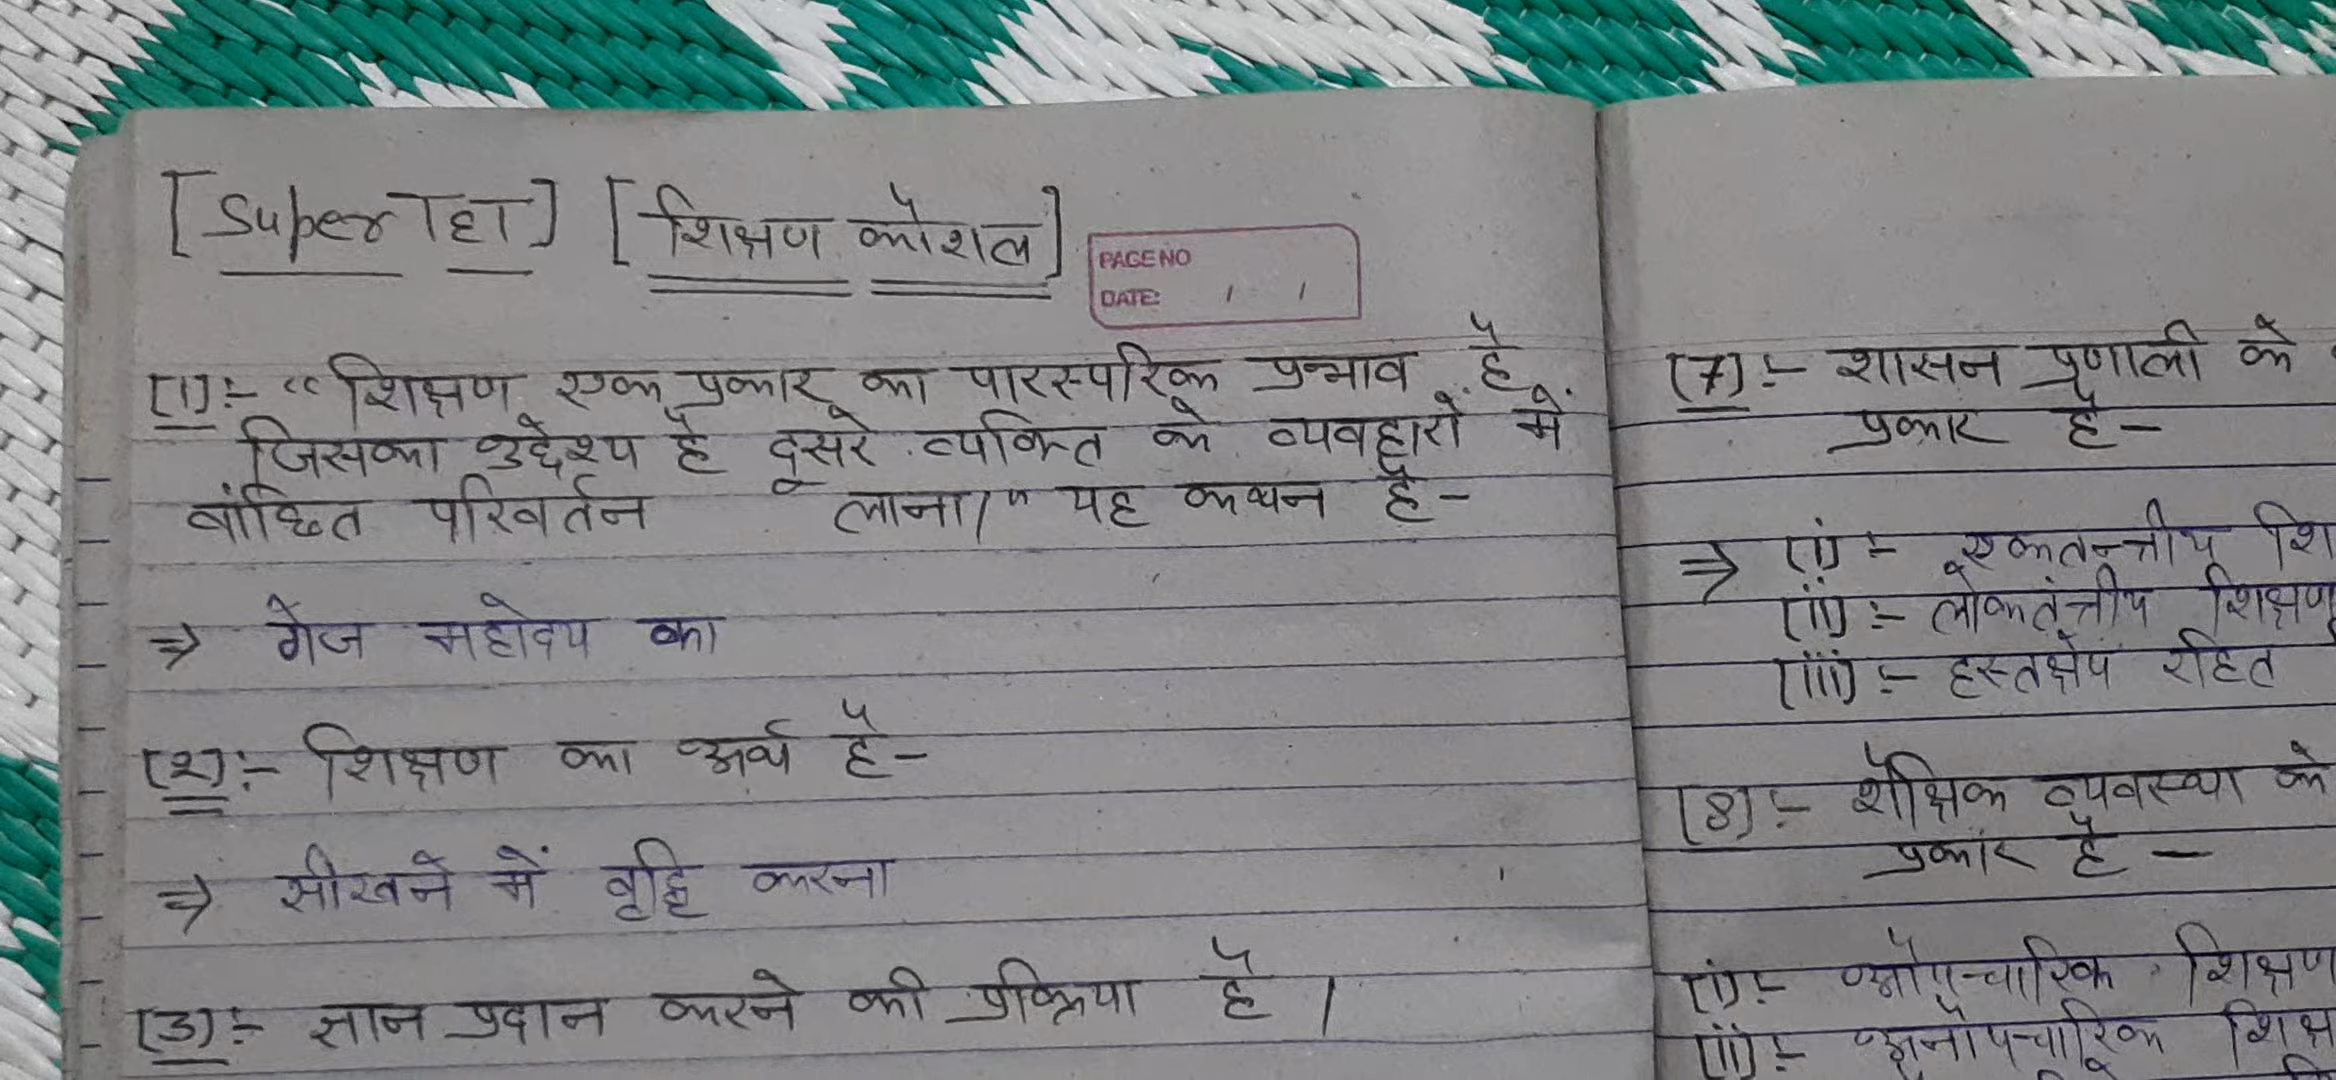 [Super TET] [शिक्षण कौशल]
PAGE NO
DATE: / /
(1):- “शिक्षण एक प्रकार का पारस्परिक प्रभाव है,
जिसका उद्देश्य है दूसरे व्यक्ति के व्यवहारों में
वांछित परिवर्तन लाना।" यह कथन है-
⇒ गेज महोदय का
(2):- शिक्षण का अर्थ है-
⇒ सीखने में वृद्धि करना
(3):- ज्ञान प्रदान करने की प्रक्रिया है।
(7):- शासन प्रणाली के
प्रकार है-
⇒ (i):- एकतन्त्रीय
(ii):- लोकतंत्रीय शिक्षण
(iii):- हस्तक्षेप रहित
(8):- शैक्षिक व्यवस्था के
प्रकार है -
(i):- औपचारिक शिक्षण
(ii):- अनौपचारिक